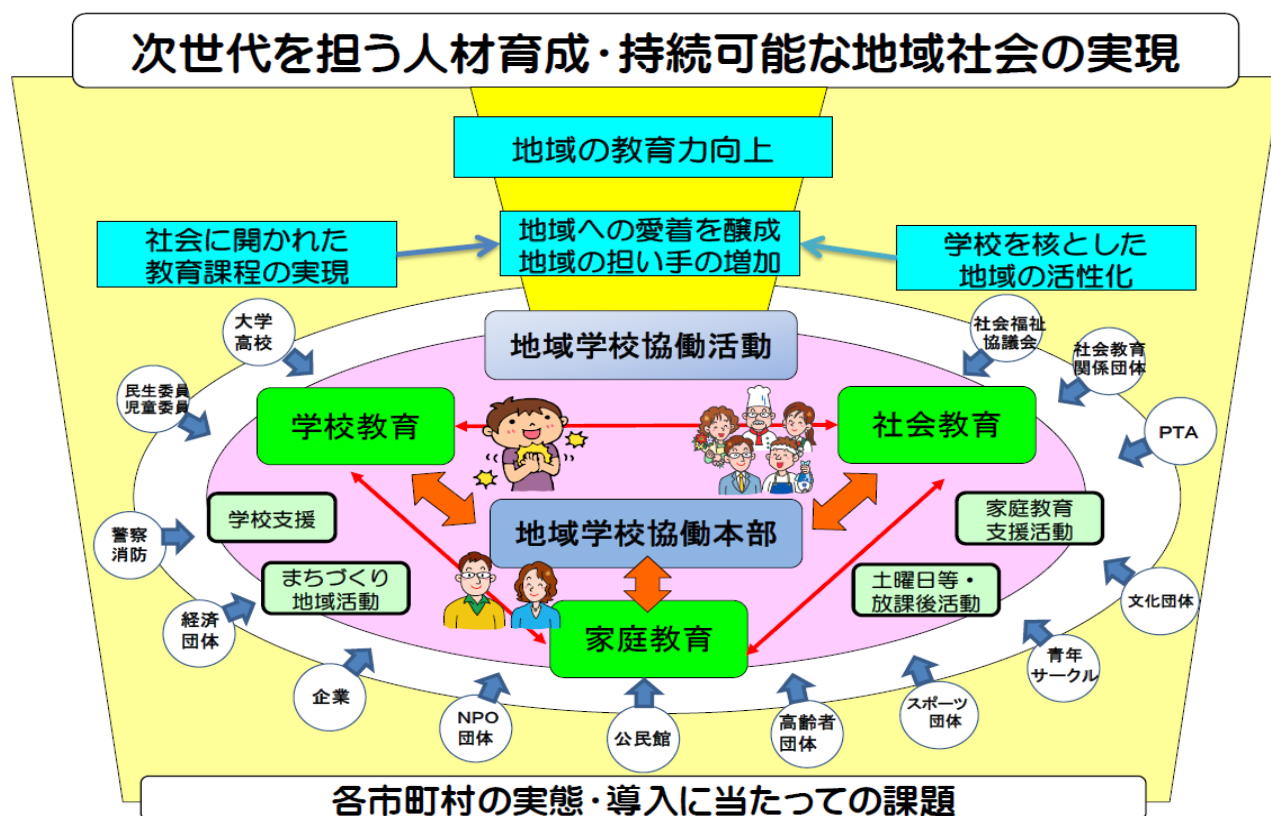 次世代を担う人材育成・持続可能な地域社会の実現
地域の教育力向上
社会に開かれた
教育課程の実現
地域への愛着を醸成
地域の担い手の増加
学校を核とした
地域の活性化
大学
高校
地域学校協働活動
社会福祉
協議会
社会教育
関係団体
民生委員
児童委員
学校教育
社会教育
PTA
学校支援
地域学校協働本部
家庭教育
支援活動
警察
消防
まちづくり
地域活動
土曜日等・
放課後活動
文化団体
経済
団体
家庭教育
青年
サークル
企業
NPO
団体
公民館
高齢者
団体
スポーツ
団体
各市町村の実態・導入に当たっての課題